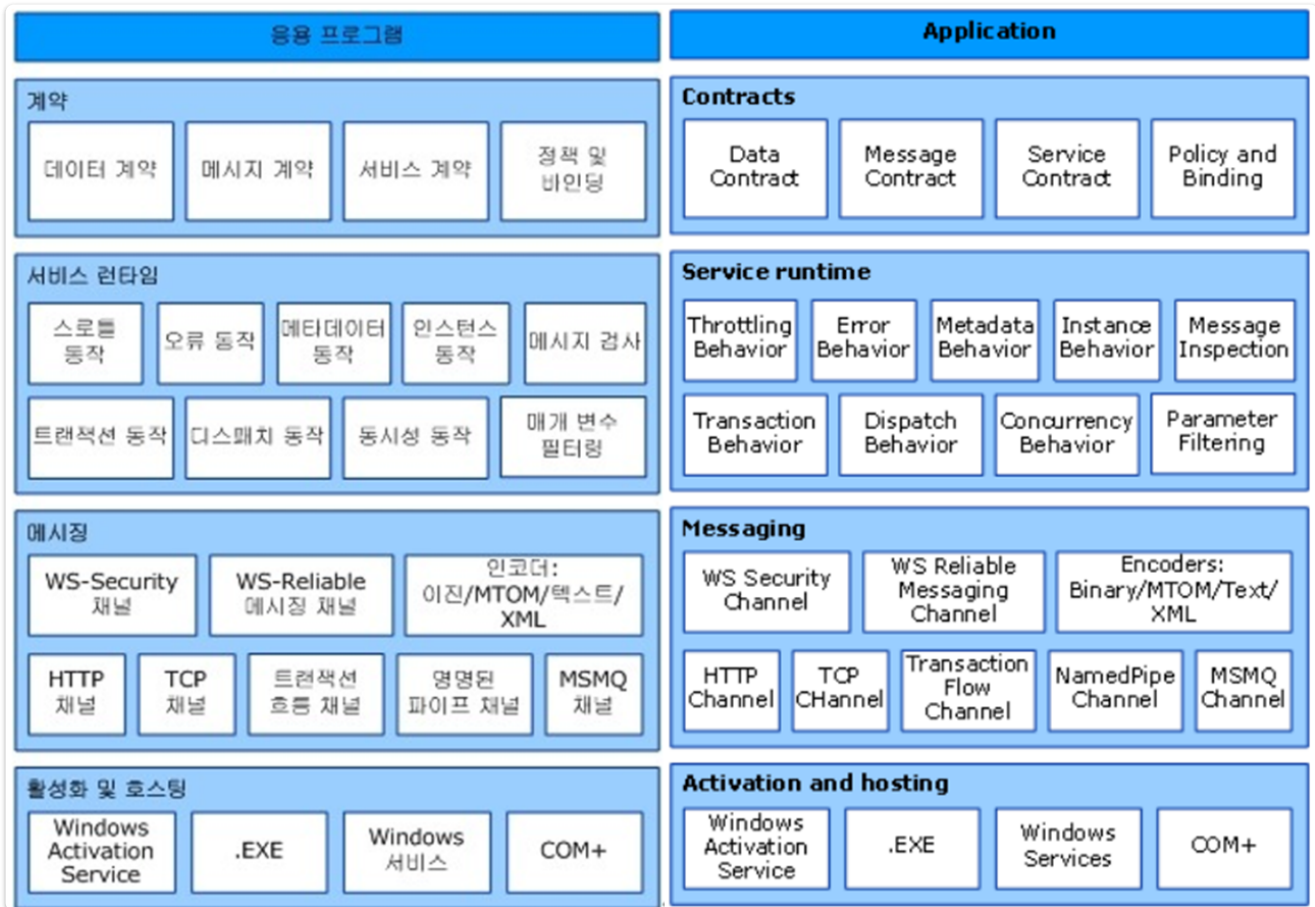 응용 프로그램
계약
데이터 계약
메시지 계약
서비스 계약
정책 및
바인딩
서비스 런타임
스로틀
동작
오류 동작
메타데이터
동작
인스턴스
동작
메시지 검사
트랜잭션 동작
디스패치 동작
동시성 동작
매개 변수
필터링
메시징
WS-Security
채널
WS-Reliable
메시징 채널
인코더:
이진/MTOM/텍스트/
XML
HTTP
채널
TCP
채널
트랜잭션
흐름 채널
명명된
파이프 채널
MSMQ
채널
활성화 및 호스팅
Windows
Activation
Service
.EXE
Windows
서비스
COM+
Application
Contracts
Data
Contract
Message
Contract
Service
Contract
Policy and
Binding
Service runtime
Throttling
Behavior
Error
Behavior
Metadata
Behavior
Instance
Behavior
Message
Inspection
Transaction
Behavior
Dispatch
Behavior
Concurrency
Behavior
Parameter
Filtering
Messaging
WS Security
Channel
WS Reliable
Messaging
Channel
Encoders:
Binary/MTOM/Text/
XML
HTTP
Channel
TCP
CHannel
Transaction
Flow
Channel
NamedPipe
Channel
MSMQ
Channel
Activation and hosting
Windows
Activation
Service
.EXE
Windows
Services
COM+